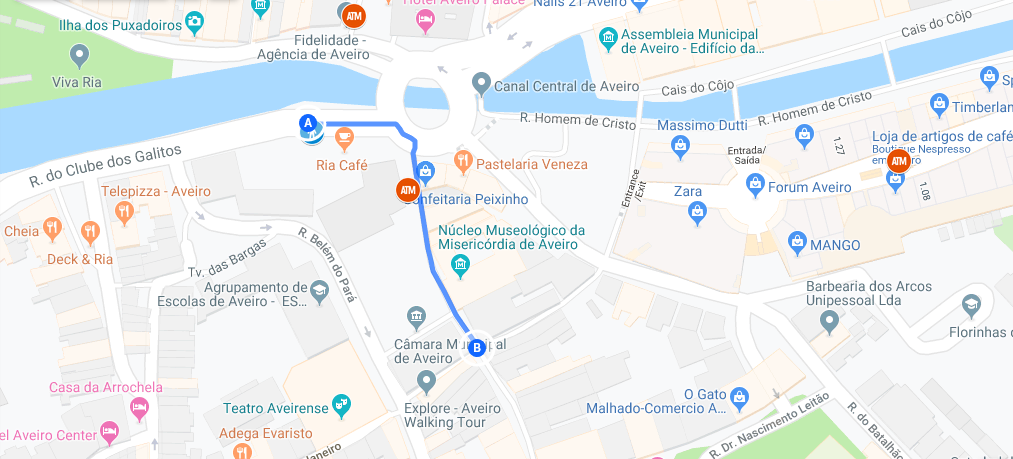 Hotel Aveiro Palace
Nails 21 Aveiro
Ilha dos Puxadoiros
ATM
Fidelidade -
Agência de Aveiro
Assembleia Municipal
de Aveiro - Edifício da...
Cais do Côjo
Viva Ria
Canal Central de Aveiro
Cais do Côjo
Timberlan
R. Homem de Cristo
R. Homem de Cristo
A
Massimo Dutti
Loja de artigos de café
Boutique Nespresso
em
ATM
1.27
1.08
R. do Clube dos Galitos
Ria Café
Pastelaria Veneza
Entrada/
Saída
Forum Aveiro
Telepizza - Aveiro
ATM
Confeitaria Peixinho
Entrance
/Exit
Zara
Cheia
Deck & Ria
Núcleo Museológico da
Misericórdia de Aveiro
MANGO
Tv. das Bargas
R. Belém do Pará
Agrupamento de
Escolas de Aveiro - ES...
Barbearia dos Arcos
Unipessoal Lda
Câmara Municipal
de Aveiro
B
Florinhas d
Casa da Arrochela
Explore - Aveiro
Walking Tour
Teatro Aveirense
O Gato
Malhado-Comercio A...
el Aveiro Center
Adega Evaristo
Janeiro
R. Dr. Nascimento Leitão
R. do Batalhão